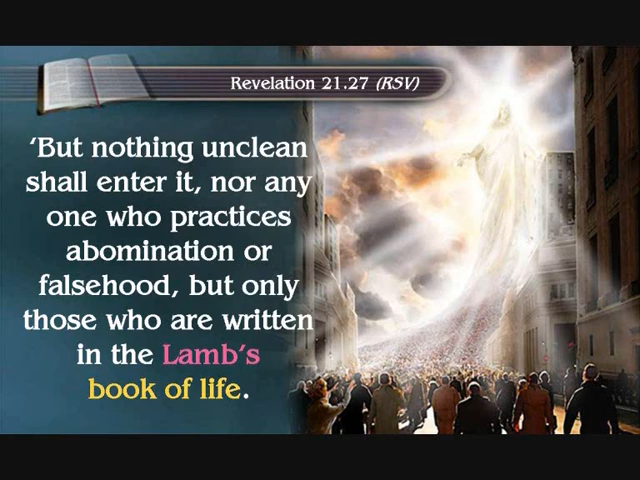 Revelation 21.27 (RSV)
‘But nothing unclean
shall enter it, nor any
one who practices
abomination or
falsehood, but only
those who are written
in the Lamb’s
book of life.